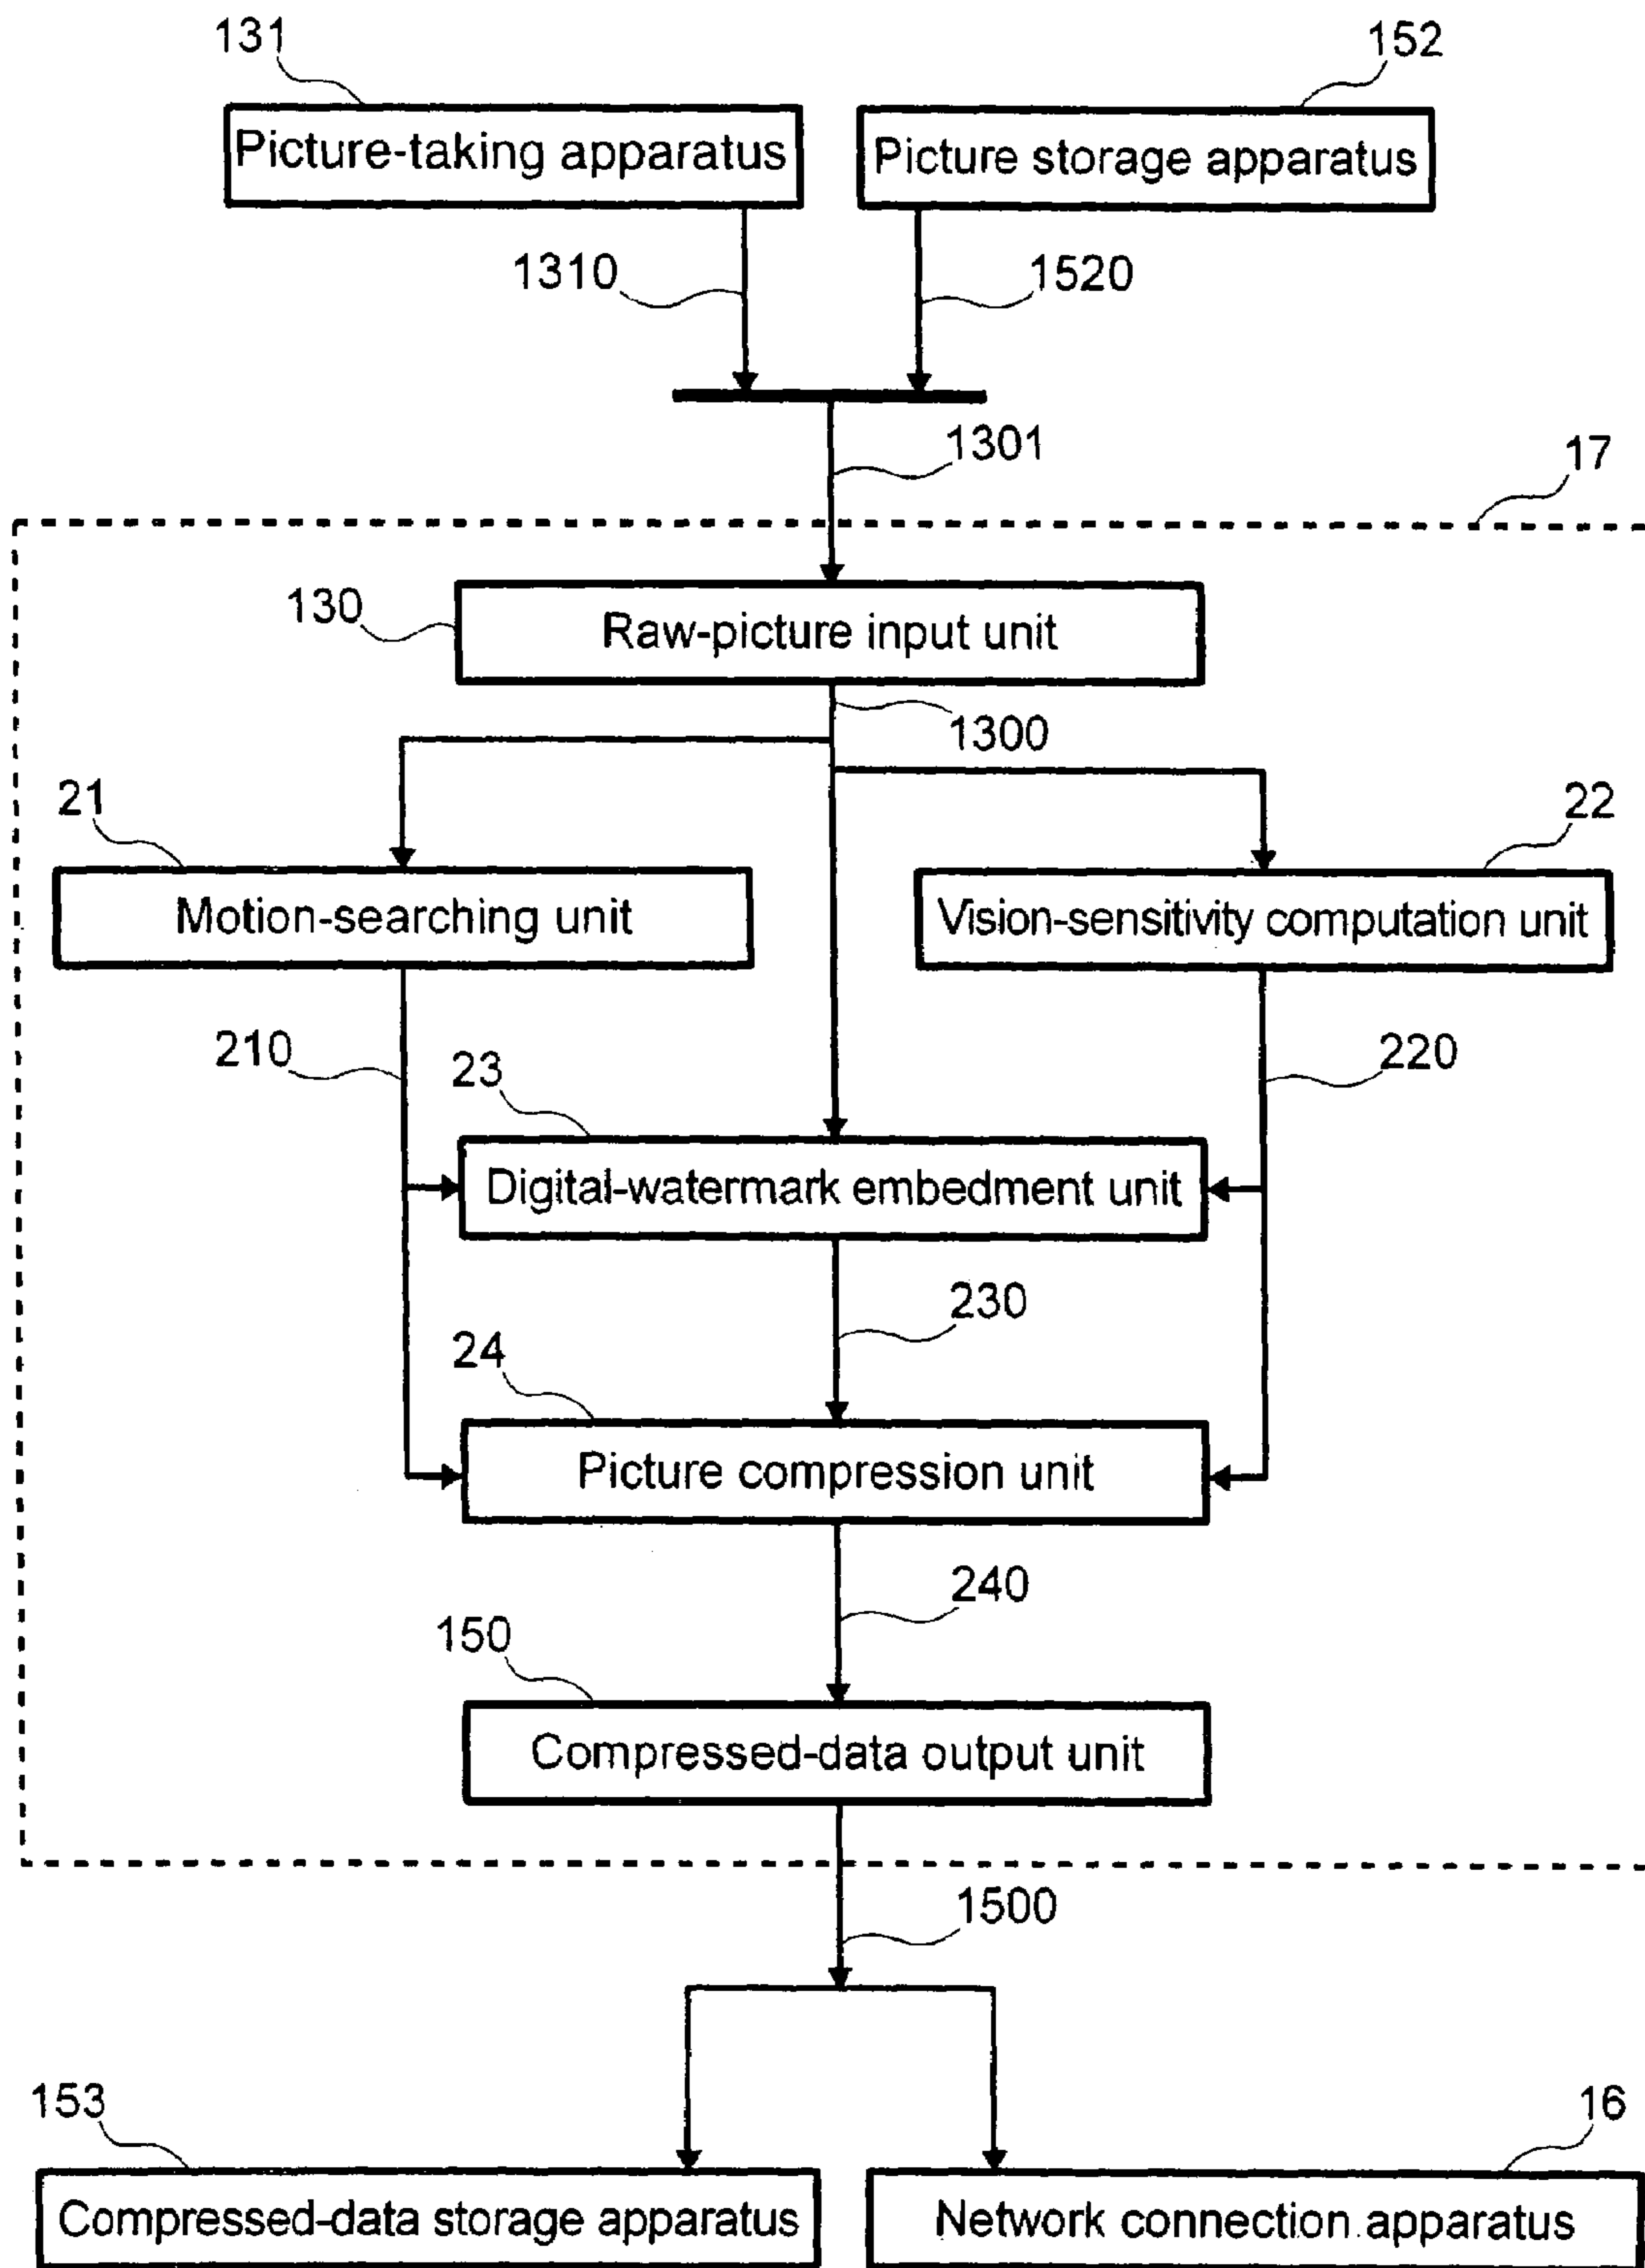 131
152
Picture-taking apparatus
Picture storage apparatus
1310
1520
1301
17
130
Raw-picture input unit
1300
21
22
Motion-searching unit
Vision-sensitivity computation unit
210
23
220
Digital-watermark embedment unit
230
24
Picture compression unit
240
150
Compressed-data output unit
1500
153
16
Compressed-data storage apparatus
Network connection apparatus